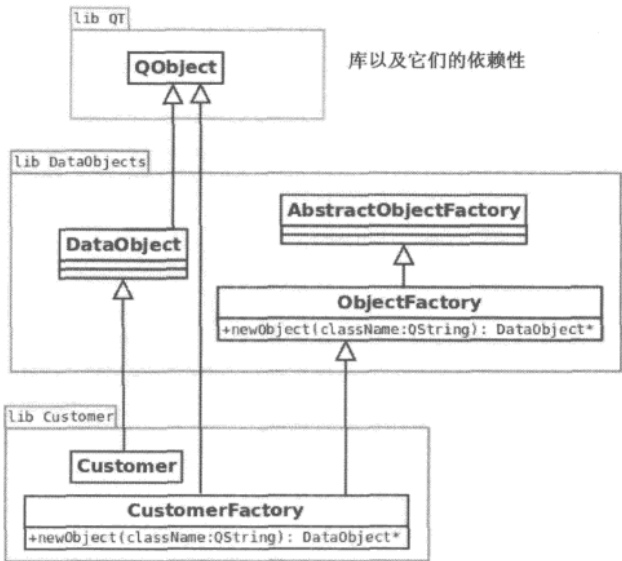 lib QT
QObject
库以及它们的依赖性
lib DataObjects
AbstractObjectFactory
DataObject
ObjectFactory
+newObject(className:QString): DataObject*
lib Customer
Customer
CustomerFactory
+newObject(className:QString): DataObject*